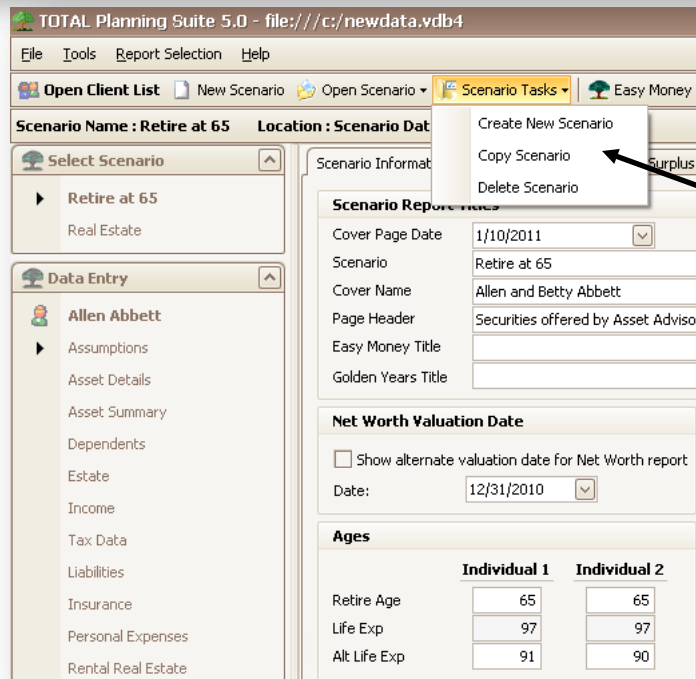 TOTAL Planning Suite 5.0 - file:///c:/newdata.vdb4
File Tools Report Selection Help
Open Client List New Scenario Open Scenario Scenario Tasks Easy Money
Scenario Name : Retire at 65 Location : Scenario Dat
Create New Scenario
Copy Scenario
Delete Scenario
Select Scenario
Retire at 65
Real Estate
Data Entry
Allen Abbett
Assumptions
Asset Details
Asset Summary
Dependents
Estate
Income
Tax Data
Liabilities
Insurance
Personal Expenses
Rental Real Estate
Scenario Informat Surplus
Scenario Report Titles
Cover Page Date 1/10/2011
Scenario Retire at 65
Cover Name Allen and Betty Abbett
Page Header Securities offered by Asset Adviso
Easy Money Title
Golden Years Title
Net Worth Valuation Date
Show alternate valuation date for Net Worth report
Date: 12/31/2010
Ages
Individual 1 Individual 2
Retire Age 65 65
Life Exp 97 97
Alt Life Exp 91 90